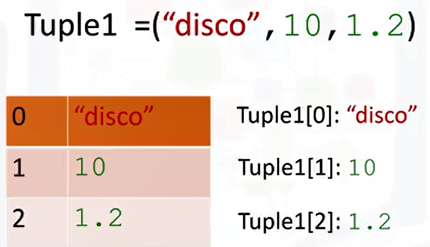 Tuple1 =(“disco”,10,1.2)
0 “disco” Tuple1[0]: “disco”
1 10 Tuple1[1]: 10
2 1.2 Tuple1[2]: 1.2